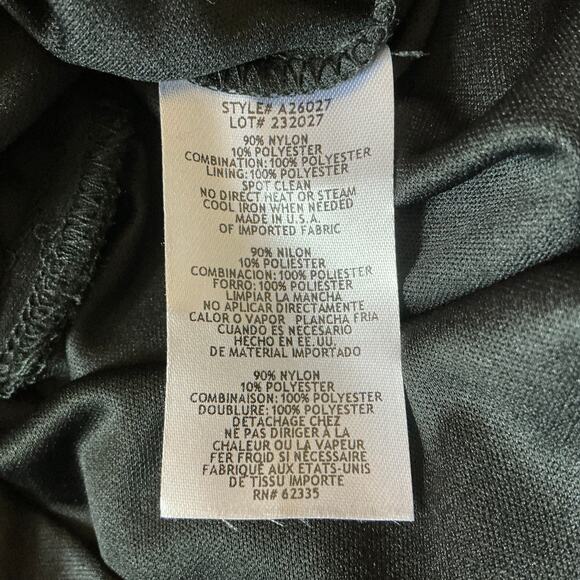 STYLE# A26027
LOT# 232027
90% NYLON
10% POLYESTER
COMBINATION: 100% POLYESTER
LINING: 100% POLYESTER
SPOT CLEAN
NO DIRECT HEAT OR STEAM
COOL IRON WHEN NEEDED
MADE IN U.S.A.
OF IMPORTED FABRIC
90% NILON
10% POLIESTER
COMBINACION: 100% POLIESTER
FORRO: 100% POLIESTER
LIMPIAR LA MANCHA
NO APLICAR DIRECTAMENTE
CALOR O VAPOR PLANCHA FRIA
CUANDO ES NECESARIO
HECHO EN EE.UU.
DE MATERIAL IMPORTADO
90% NYLON
10% POLYESTER
COMBINAISON: 100% POLYESTER
DOUBLURE: 100% POLYESTER
DÉTACHAGE CHEZ
NE PAS DIRIGER À LA
CHALEUR OU LA VAPEUR
FER FROID SI NÉCESSAIRE
FABRIQUÉ AUX ETATS-UNIS
DE TISSU IMPORTE
RN# 62335